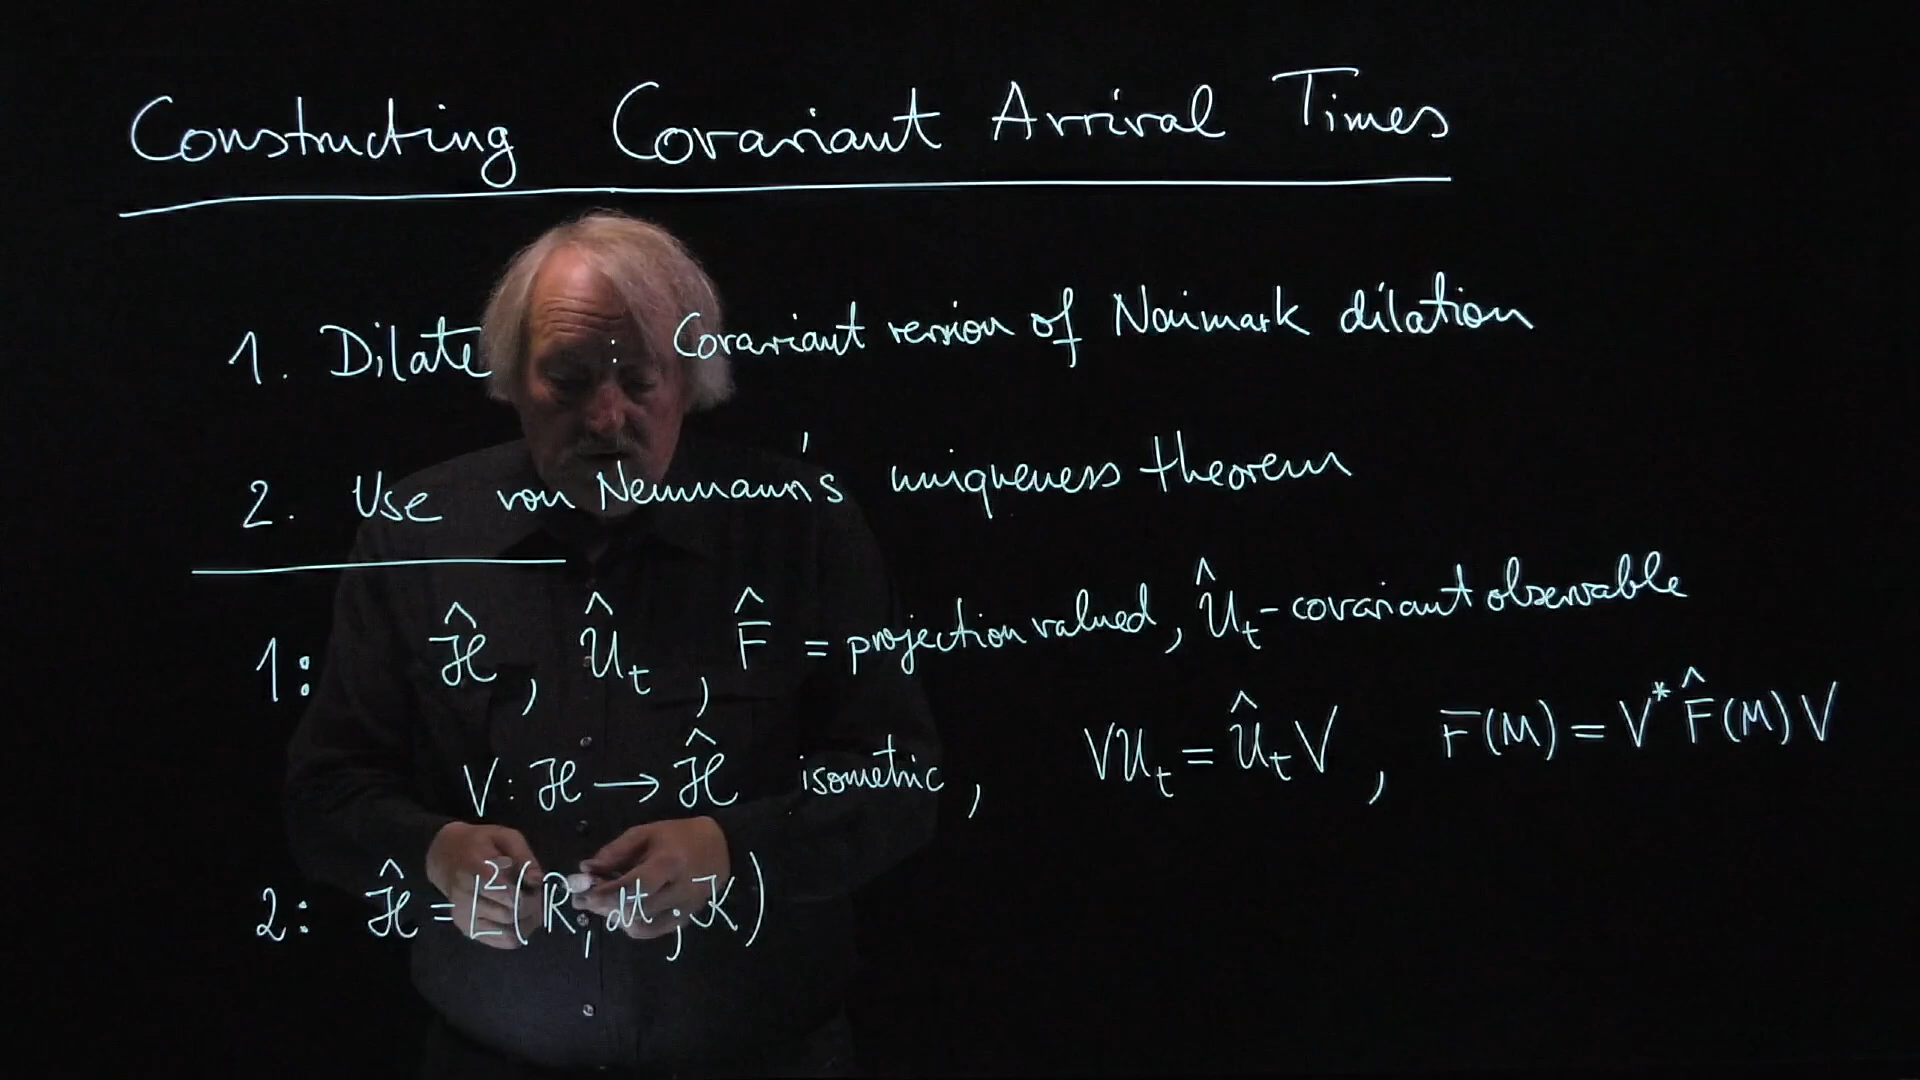 Constructing Covariant Arrival Times
1. Dilate : Covariant version of Naimark dilation
2. Use von Neumann's uniqueness theorem
1: ℋ̂, Û_t, F̂ = projection valued, Û_t-covariant observable
V: ℋ → ℋ̂ isometric, VU_t = Û_tV, F(M) = V*F̂(M)V
2: ℋ̂ = L²(ℝ, dt; 𝒦)